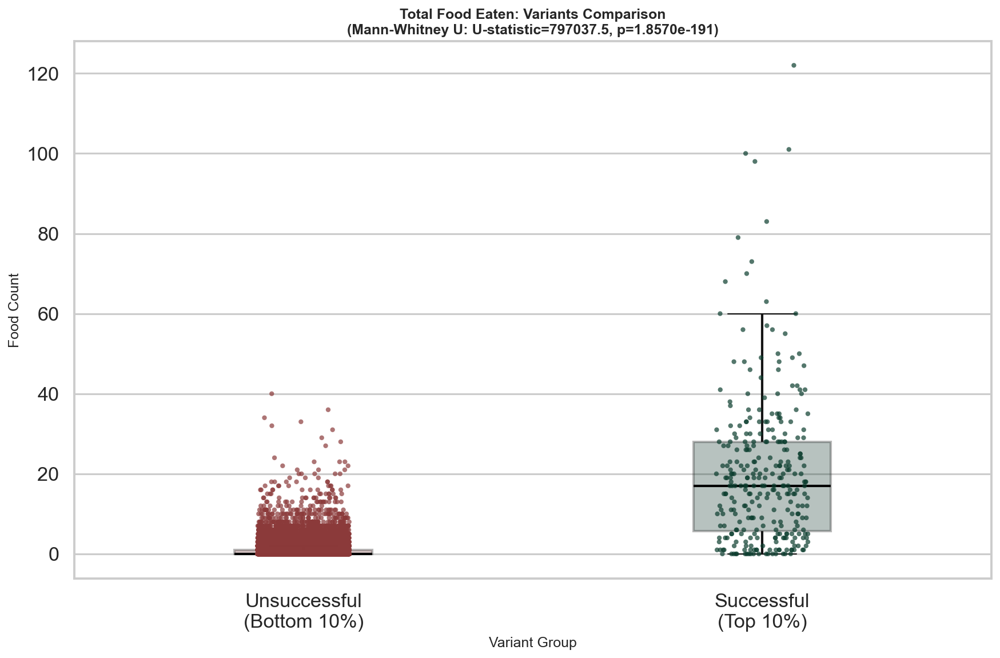 Total Food Eaten: Variants Comparison
(Mann-Whitney U: U-statistic=797037.5, p=1.8570e-191)
120
100
80
60
40
20
0
Food Count
Unsuccessful
(Bottom 10%)
Successful
(Top 10%)
Variant Group